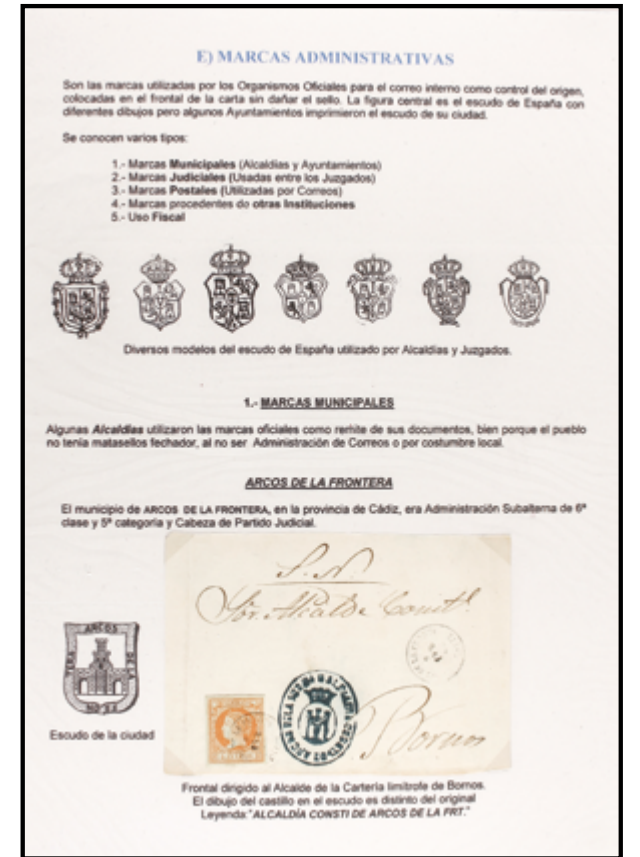 E) MARCAS ADMINISTRATIVAS
Son las marcas utilizadas por los Organismos Oficiales para el correo interno como control del origen,
colocadas en el frontal de la carta sin dañar el sello. La figura central es el escudo de España con
diferentes dibujos pero algunos Ayuntamientos imprimieron el escudo de su ciudad.
Se conocen varios tipos:
1.- Marcas Municipales (Alcaldías y Ayuntamientos)
2.- Marcas Judiciales (Usadas entre los Juzgados)
3.- Marcas Postales (Utilizadas por Correos)
4.- Marcas procedentes de otras Instituciones
5.- Uso Fiscal
Diversos modelos del escudo de España utilizado por Alcaldías y Juzgados.
1.- MARCAS MUNICIPALES
Algunas Alcaldías utilizaron las marcas oficiales como remite de sus documentos, bien porque el pueblo
no tenía matasellos fechador, al no ser Administración de Correos o por costumbre local.
ARCOS DE LA FRONTERA
El municipio de ARCOS DE LA FRONTERA, en la provincia de Cádiz, era Administración Subalterna de 6ª
clase y 5ª categoría y Cabeza de Partido Judicial.
S. N.
Sör. Alcalde Constl.
Bornos
ARCOS
DE LA
Escudo de la ciudad
Frontal dirigido al Alcalde de la Cartería limítrofe de Bornos.
El dibujo del castillo en el escudo es distinto del original
Leyenda:"ALCALDÍA CONSTI DE ARCOS DE LA FRT."